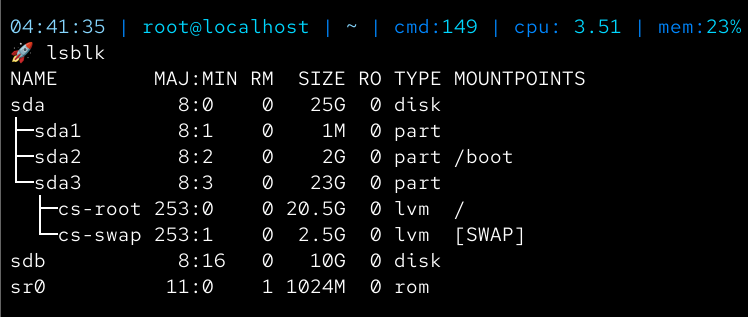 04:41:35 | root@localhost | ~ | cmd:149 | cpu: 3.51 | mem:23%
🚀 lsblk
NAME        MAJ:MIN RM  SIZE RO TYPE MOUNTPOINTS
sda           8:0    0   25G  0 disk
├─sda1        8:1    0    1M  0 part
├─sda2        8:2    0    2G  0 part /boot
└─sda3        8:3    0   23G  0 part
  ├─cs-root 253:0    0 20.5G  0 lvm  /
  └─cs-swap 253:1    0  2.5G  0 lvm  [SWAP]
sdb           8:16   0   10G  0 disk
sr0          11:0    1 1024M  0 rom